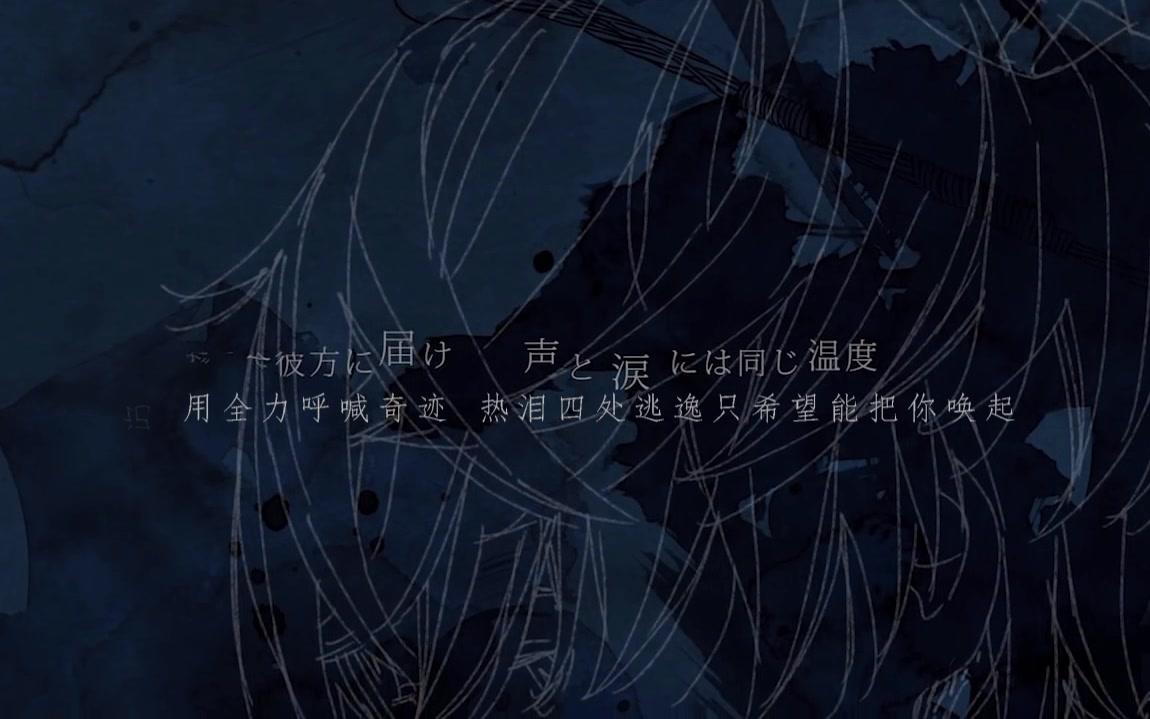 彼方に届け 声と涙には同じ温度
用全力呼喊奇迹 热泪四处逃逸只希望能把你唤起